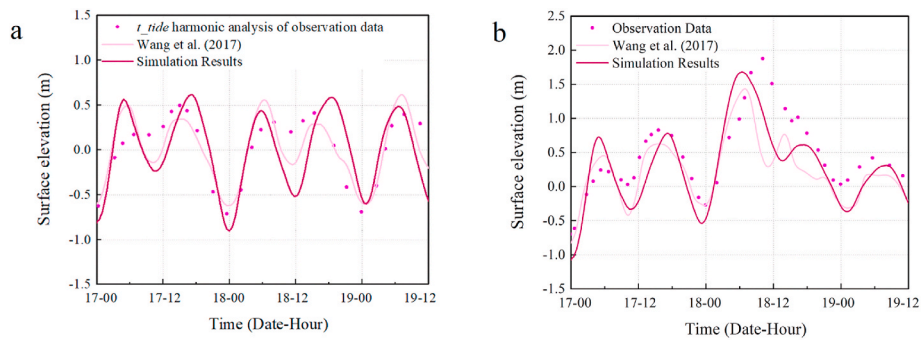 a
t_tide harmonic analysis of observation data
Wang et al. (2017)
Simulation Results
Surface elevation (m)
1.5
1.0
0.5
0.0
-0.5
-1.0
-1.5
17-00
17-12
18-00
18-12
19-00
19-12
Time (Date-Hour)
b
Observation Data
Wang et al. (2017)
Simulation Results
Surface elevation (m)
2.5
2.0
1.5
1.0
2.5
0.0
-0.5
-1.0
-1.5
17-00
17-12
18-00
18-12
19-00
19-12
Time (Date-Hour)